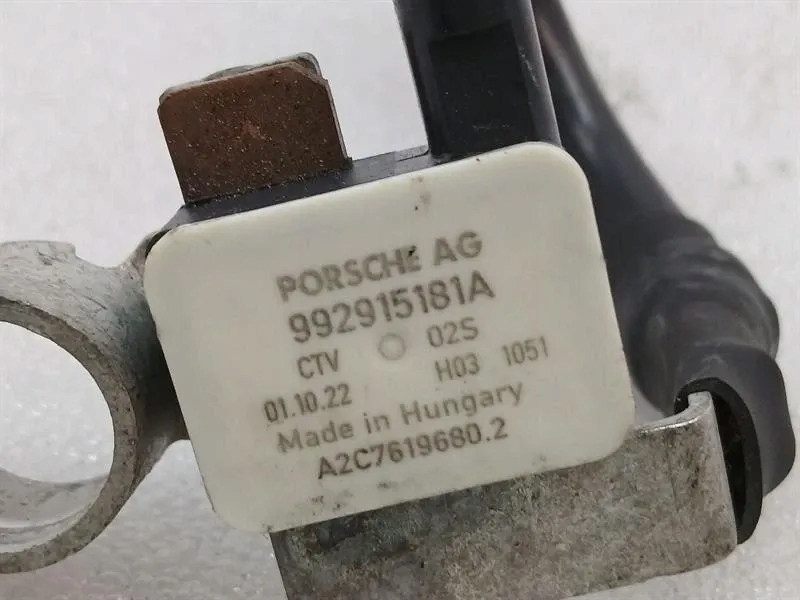 PORSCHE AG
992915181A
CTV 02S
01.10.22 H03 1051
Made in Hungary
A2C7619680.2